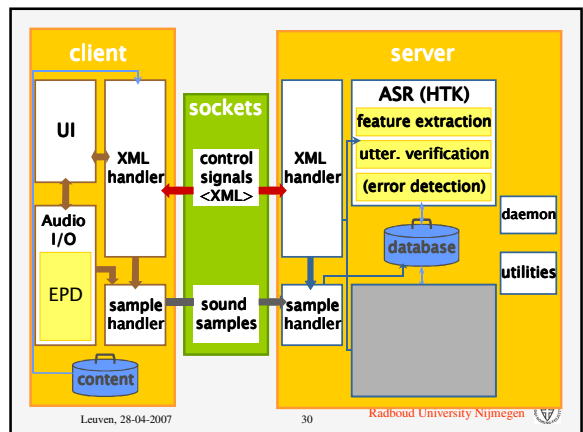 client
UI
XML
handler
Audio
I/O
EPD
sample
handler
content
sockets
control
signals
<XML>
sound
samples
server
XML
handler
sample
handler
ASR (HTK)
feature extraction
utter. verification
(error detection)
database
daemon
utilities
Leuven, 28-04-2007
30
Radboud University Nijmegen